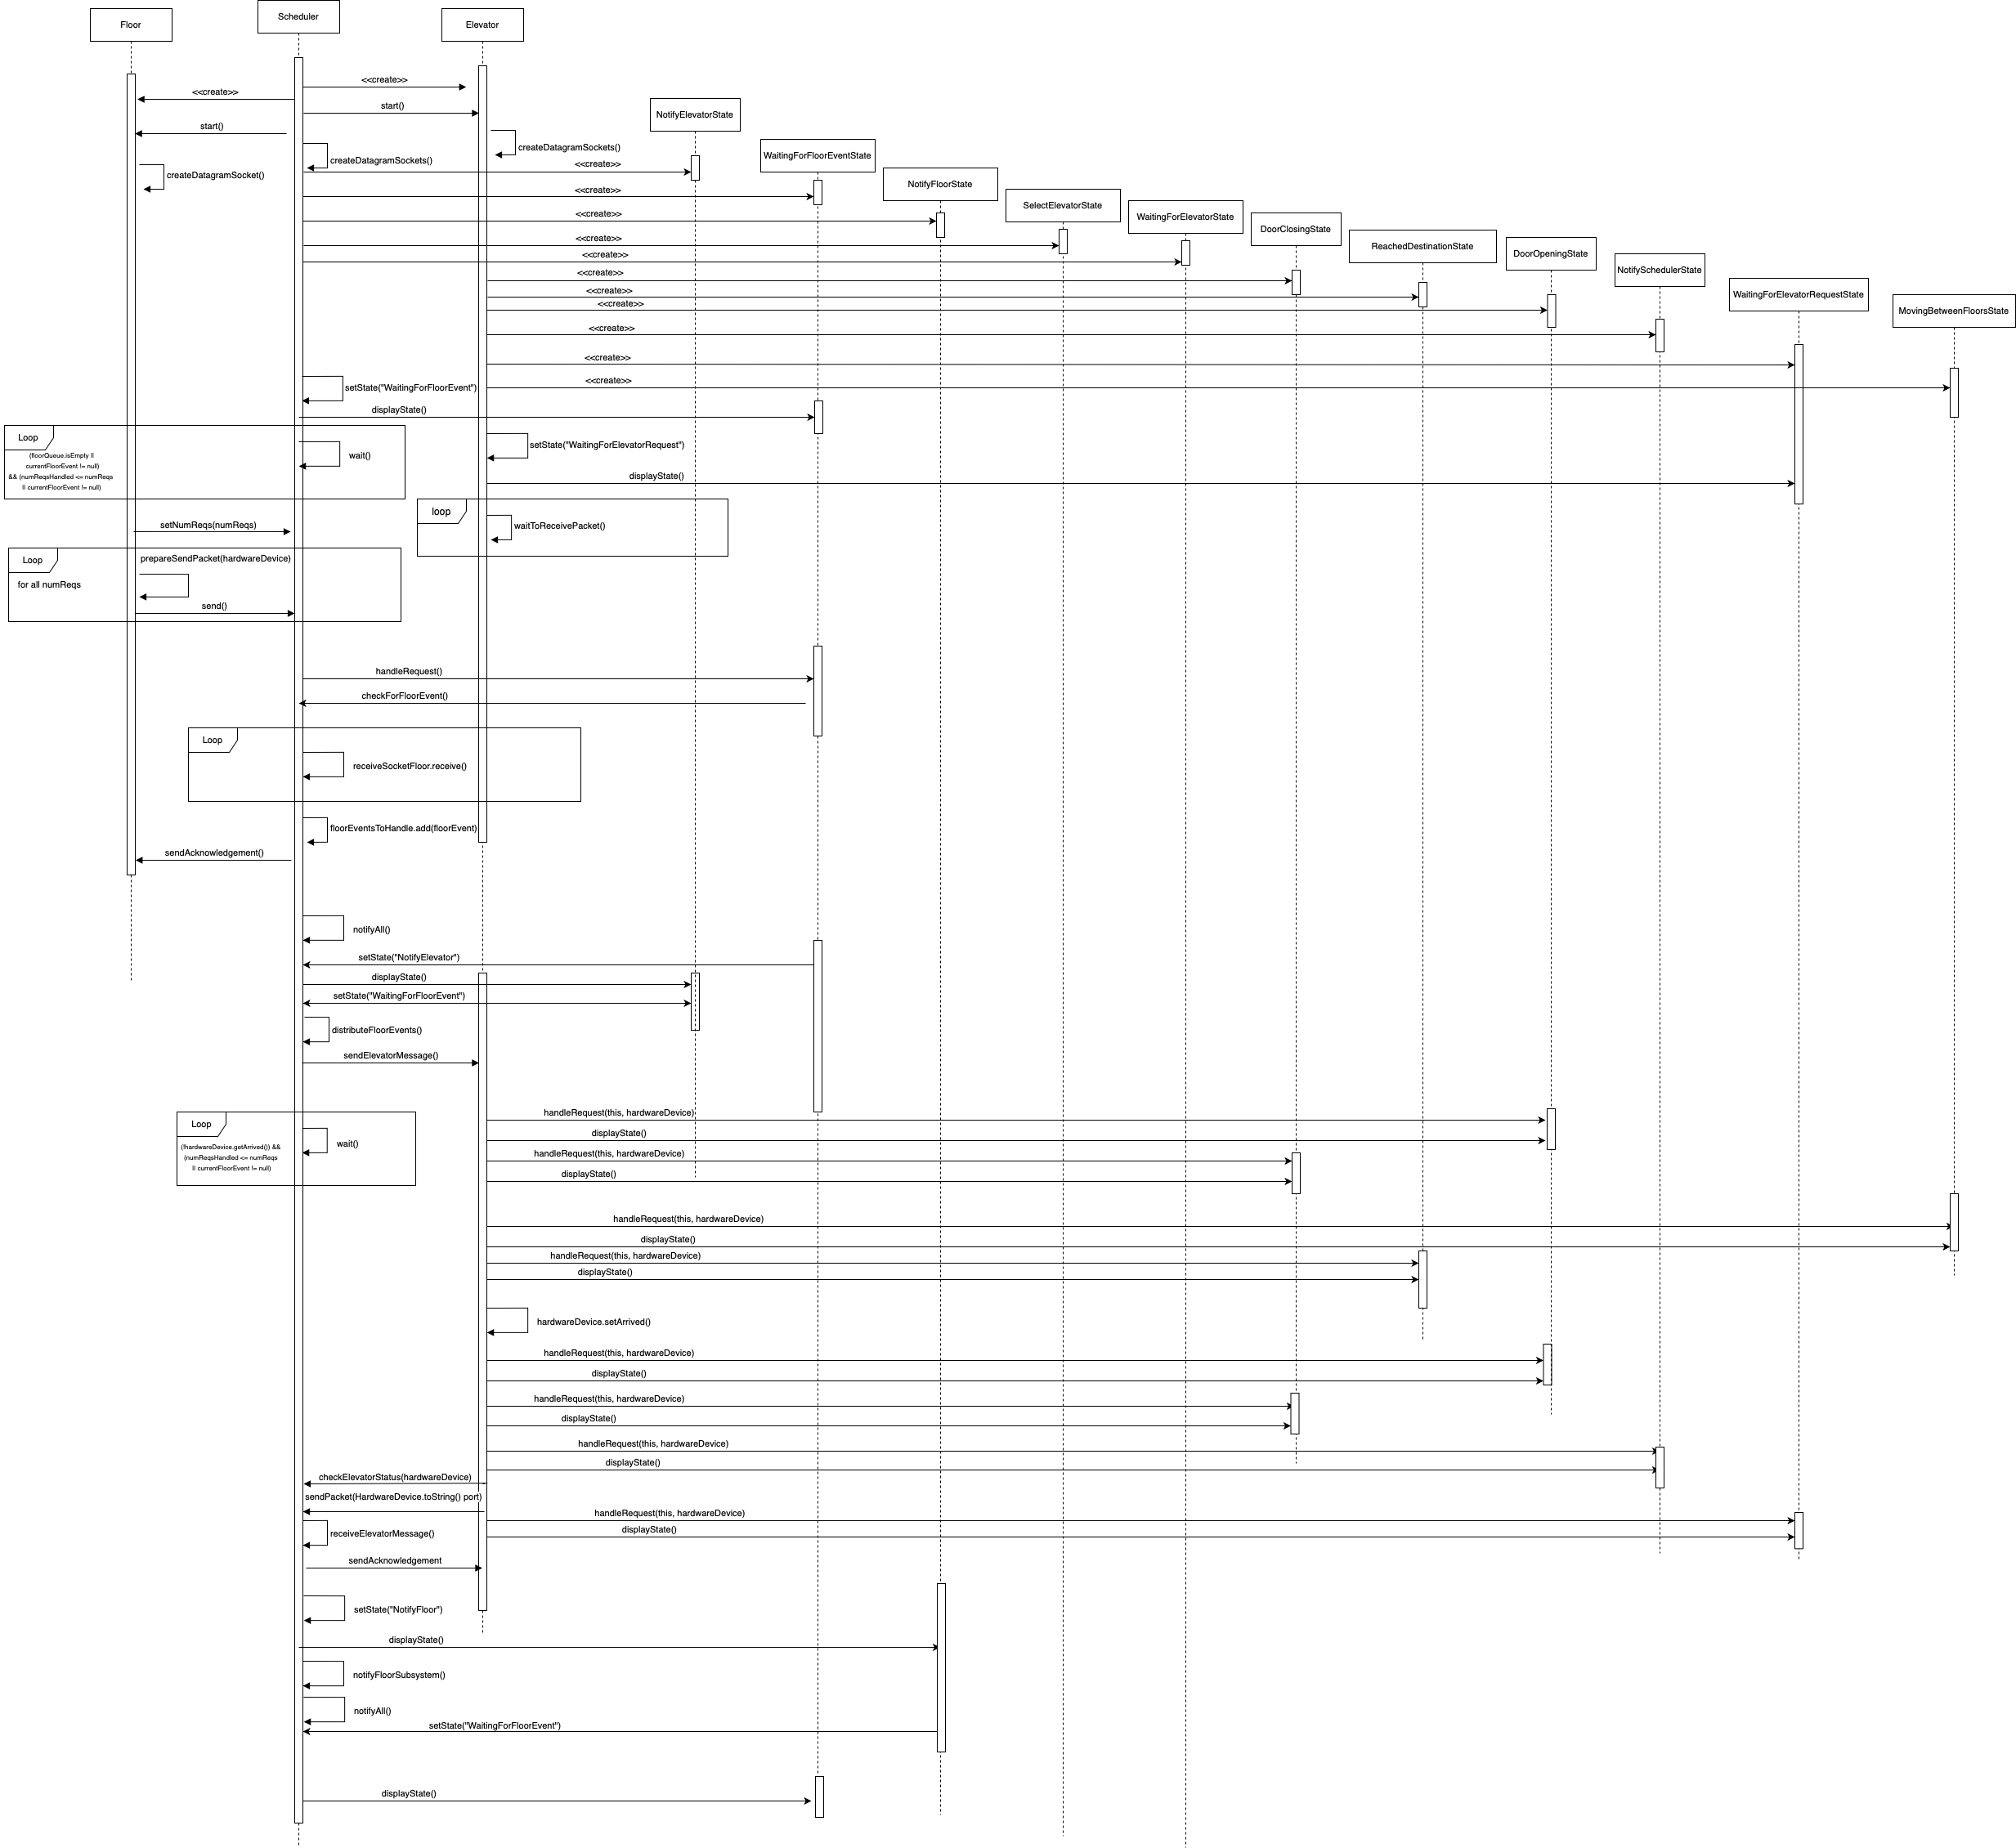 Scheduler
Floor
Elevator
<<create>>
<<create>>
start()
NotifyElevatorState
start()
createDatagramSockets()
WaitingForFloorEventState
createDatagramSockets()
<<create>>
createDatagramSocket()
NotifyFloorState
<<create>>
SelectElevatorState
<<create>>
WaitingForElevatorState
DoorClosingState
<<create>>
ReachedDestinationState
<<create>>
DoorOpeningState
<<create>>
NotifySchedulerState
<<create>>
WaitingForElevatorRequestState
<<create>>
MovingBetweenFloorsState
<<create>>
<<create>>
<<create>>
setState("WaitingForFloorEvent")
displayState()
Loop
(floorQueue.isEmpty ||
currentFloorEvent != null)
&& (numReqsHandled <= numReqs
|| currentFloorEvent != null)
wait()
setState("WaitingForElevatorRequest")
displayState()
loop
waitToReceivePacket()
setNumReqs(numReqs)
Loop
prepareSendPacket(hardwareDevice)
for all numReqs
send()
handleRequest()
checkForFloorEvent()
Loop
receiveSocketFloor.receive()
floorEventsToHandle.add(floorEvent)
sendAcknowledgement()
notifyAll()
setState("NotifyElevator")
displayState()
setState("WaitingForFloorEvent")
distributeFloorEvents()
sendElevatorMessage()
handleRequest(this, hardwareDevice)
Loop
displayState()
(!hardwareDevice.getArrived()) &&
(numReqsHandled <= numReqs
|| currentFloorEvent != null)
wait()
handleRequest(this, hardwareDevice)
displayState()
handleRequest(this, hardwareDevice)
displayState()
handleRequest(this, hardwareDevice)
displayState()
hardwareDevice.setArrived()
handleRequest(this, hardwareDevice)
displayState()
handleRequest(this, hardwareDevice)
displayState()
handleRequest(this, hardwareDevice)
displayState()
checkElevatorStatus(hardwareDevice)
sendPacket(HardwareDevice.toString() port)
handleRequest(this, hardwareDevice)
displayState()
receiveElevatorMessage()
sendAcknowledgement
setState("NotifyFloor")
displayState()
notifyFloorSubsystem()
notifyAll()
setState("WaitingForFloorEvent")
displayState()